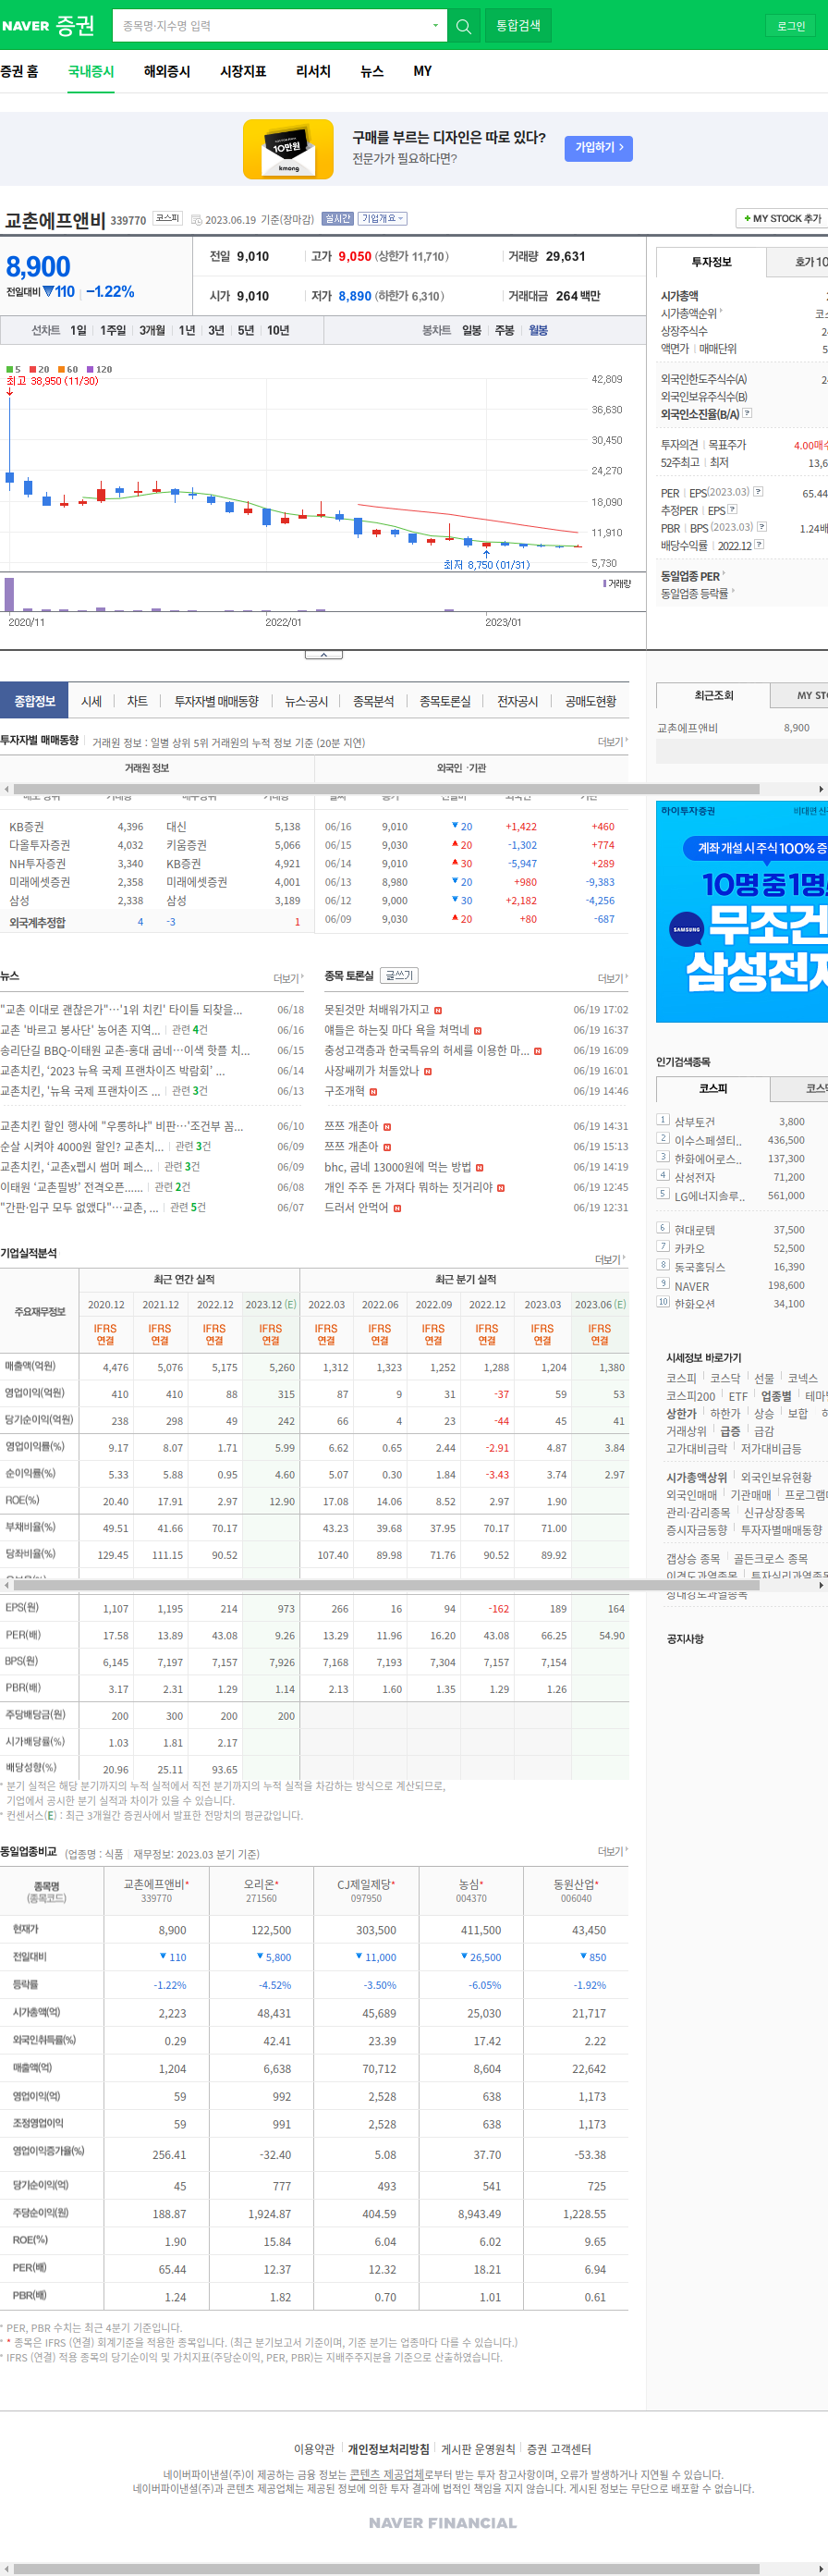 NAVER 증권
종목명·지수명 입력
통합검색
로그인
증권 홈 국내증시 해외증시 시장지표 리서치 뉴스 MY
10만원
kmong
구매를 부르는 디자인은 따로 있다?
전문가가 필요하다면?
가입하기
교촌에프앤비 339770 코스피 2023.06.19 기준(장마감) 실시간 기업개요
MY STOCK 추가
8,900
전일대비 ▼110 -1.22%
전일 9,010 고가 9,050 (상한가 11,710) 거래량 29,631
시가 9,010 저가 8,890 (하한가 6,310) 거래대금 264 백만
선차트 1일 1주일 3개월 1년 3년 5년 10년 봉차트 일봉 주봉 월봉
5 20 60 120
최고 38,950 (11/30)
42,809
36,630
30,450
24,270
18,090
11,910
5,730
최저 8,750 (01/31)
거래량
2020/11 2022/01 2023/01
투자정보 호가 10
시가총액
시가총액순위
상장주식수
액면가 매매단위
외국인한도주식수(A)
외국인보유주식수(B)
외국인소진율(B/A)
투자의견 목표주가 4.00매수
52주최고 최저 13,6
PER EPS(2023.03) 65.44
추정PER EPS
PBR BPS (2023.03) 1.24배
배당수익률 2022.12
동일업종 PER
동일업종 등락률
종합정보 시세 차트 투자자별 매매동향 뉴스·공시 종목분석 종목토론실 전자공시 공매도현황
최근조회 MY STO
교촌에프앤비 8,900
투자자별 매매동향 거래원 정보 : 일별 상위 5위 거래원의 누적 정보 기준 (20분 지연) 더보기
거래원 정보 외국인·기관
KB증권 4,396 대신 5,138 06/16 9,010 ▼ 20 +1,422 +460
다올투자증권 4,032 키움증권 5,066 06/15 9,030 ▲ 20 -1,302 +774
NH투자증권 3,340 KB증권 4,921 06/14 9,010 ▲ 30 -5,947 +289
미래에셋증권 2,358 미래에셋증권 4,001 06/13 8,980 ▼ 20 +980 -9,383
삼성 2,338 삼성 3,189 06/12 9,000 ▼ 30 +2,182 -4,256
외국계추정합 4 -3 1 06/09 9,030 ▲ 20 +80 -687
하이투자증권
계좌 개설 시 주식 100% 증
10명 중 1명
SAMSUNG
무조건
삼성전자
뉴스 더보기
"교촌 이대로 괜찮은가"…'1위 치킨' 타이틀 되찾을... 06/18
교촌 '바르고 봉사단' 농어촌 지역... 관련 4건 06/16
송리단길 BBQ-이태원 교촌-홍대 굽네…이색 핫플 치... 06/15
교촌치킨, '2023 뉴욕 국제 프랜차이즈 박람회' ... 06/14
교촌치킨, '뉴욕 국제 프랜차이즈 ... 관련 3건 06/13
교촌치킨 할인 행사에 "우롱하냐" 비판…'조건부 꼼... 06/10
순살 시켜야 4000원 할인? 교촌치... 관련 3건 06/09
교촌치킨, '교촌x펩시 썸머 페스... 관련 3건 06/09
이태원 '교촌필방' 전격오픈...... 관련 2건 06/08
"간판·입구 모두 없앴다"…교촌, ... 관련 5건 06/07
종목 토론실 글쓰기 더보기
못된것만 처배워가지고 N 06/19 17:02
얘들은 하는짖 마다 욕을 쳐먹네 N 06/19 16:37
충성고객층과 한국특유의 허세를 이용한 마... N 06/19 16:09
사장쌔끼가 처돌았나 N 06/19 16:01
구조개혁 N 06/19 14:46
쯔쯔 개촌아 N 06/19 14:31
쯔쯔 개촌아 N 06/19 15:13
bhc, 굽네 13000원에 먹는 방법 N 06/19 14:19
개인 주주 돈 가져다 뭐하는 짓거리야 N 06/19 12:45
드러서 안먹어 N 06/19 12:31
인기검색종목
코스피 코스닥
1 삼부토건 3,800
2 이수스페셜티.. 436,500
3 한화에어로스.. 137,300
4 삼성전자 71,200
5 LG에너지솔루.. 561,000
6 현대로템 37,500
7 카카오 52,500
8 동국홀딩스 16,390
9 NAVER 198,600
10 한화오션 34,100
기업실적분석 더보기
주요재무정보 최근 연간 실적 최근 분기 실적
2020.12 2021.12 2022.12 2023.12 (E) 2022.03 2022.06 2022.09 2022.12 2023.03 2023.06 (E)
IFRS IFRS IFRS IFRS IFRS IFRS IFRS IFRS IFRS IFRS
연결 연결 연결 연결 연결 연결 연결 연결 연결 연결
매출액(억원) 4,476 5,076 5,175 5,260 1,312 1,323 1,252 1,288 1,204 1,380
영업이익(억원) 410 410 88 315 87 9 31 -37 59 53
당기순이익(억원) 238 298 49 242 66 4 23 -44 45 41
영업이익률(%) 9.17 8.07 1.71 5.99 6.62 0.65 2.44 -2.91 4.87 3.84
순이익률(%) 5.33 5.88 0.95 4.60 5.07 0.30 1.84 -3.43 3.74 2.97
ROE(%) 20.40 17.91 2.97 12.90 17.08 14.06 8.52 2.97 1.90
부채비율(%) 49.51 41.66 70.17 43.23 39.68 37.95 70.17 71.00
당좌비율(%) 129.45 111.15 90.52 107.40 89.98 71.76 90.52 89.92
EPS(원) 1,107 1,195 214 973 266 16 94 -162 189 164
PER(배) 17.58 13.89 43.08 9.26 13.29 11.96 16.20 43.08 66.25 54.90
BPS(원) 6,145 7,197 7,157 7,926 7,168 7,193 7,304 7,157 7,154
PBR(배) 3.17 2.31 1.29 1.14 2.13 1.60 1.35 1.29 1.26
주당배당금(원) 200 300 200 200
시가배당률(%) 1.03 1.81 2.17
배당성향(%) 20.96 25.11 93.65
* 분기 실적은 해당 분기까지의 누적 실적에서 직전 분기까지의 누적 실적을 차감하는 방식으로 계산되므로,
기업에서 공시한 분기 실적과 차이가 있을 수 있습니다.
* 컨센서스(E) : 최근 3개월간 증권사에서 발표한 전망치의 평균값입니다.
시세정보 바로가기
코스피 코스닥 선물 코넥스
코스피200 ETF 업종별 테마별
상한가 하한가 상승 보합
거래상위 급증 급감
고가대비급락 저가대비급등
시가총액상위 외국인보유현황
외국인매매 기관매매 프로그램매
관리·감리종목 신규상장종목
증시자금동향 투자자별매매동향
갭상승 종목 골든크로스 종목
이격도과열종목 투자심리과열종목
상대강도과열종목
공지사항
동일업종비교 (업종명 : 식품 재무정보: 2023.03 분기 기준) 더보기
종목명 교촌에프앤비* 오리온* CJ제일제당* 농심* 동원산업*
(종목코드) 339770 271560 097950 004370 006040
현재가 8,900 122,500 303,500 411,500 43,450
전일대비 ▼ 110 ▼ 5,800 ▼ 11,000 ▼ 26,500 ▼ 850
등락률 -1.22% -4.52% -3.50% -6.05% -1.92%
시가총액(억) 2,223 48,431 45,689 25,030 21,717
외국인취득률(%) 0.29 42.41 23.39 17.42 2.22
매출액(억) 1,204 6,638 70,712 8,604 22,642
영업이익(억) 59 992 2,528 638 1,173
조정영업이익 59 991 2,528 638 1,173
영업이익증가율(%) 256.41 -32.40 5.08 37.70 -53.38
당기순이익(억) 45 777 493 541 725
주당순이익(원) 188.87 1,924.87 404.59 8,943.49 1,228.55
ROE(%) 1.90 15.84 6.04 6.02 9.65
PER(배) 65.44 12.37 12.32 18.21 6.94
PBR(배) 1.24 1.82 0.70 1.01 0.61
* PER, PBR 수치는 최근 4분기 기준입니다.
* * 종목은 IFRS (연결) 회계기준을 적용한 종목입니다. (최근 분기보고서 기준이며, 기준 분기는 업종마다 다를 수 있습니다.)
* IFRS (연결) 적용 종목의 당기순이익 및 가치지표(주당순이익, PER, PBR)는 지배주주지분을 기준으로 산출하였습니다.
이용약관 개인정보처리방침 게시판 운영원칙 증권 고객센터
네이버파이낸셜(주)이 제공하는 금융 정보는 콘텐츠 제공업체로부터 받는 투자 참고사항이며, 오류가 발생하거나 지연될 수 있습니다.
네이버파이낸셜(주)과 콘텐츠 제공업체는 제공된 정보에 의한 투자 결과에 법적인 책임을 지지 않습니다. 게시된 정보는 무단으로 배포할 수 없습니다.
NAVER FINANCIAL